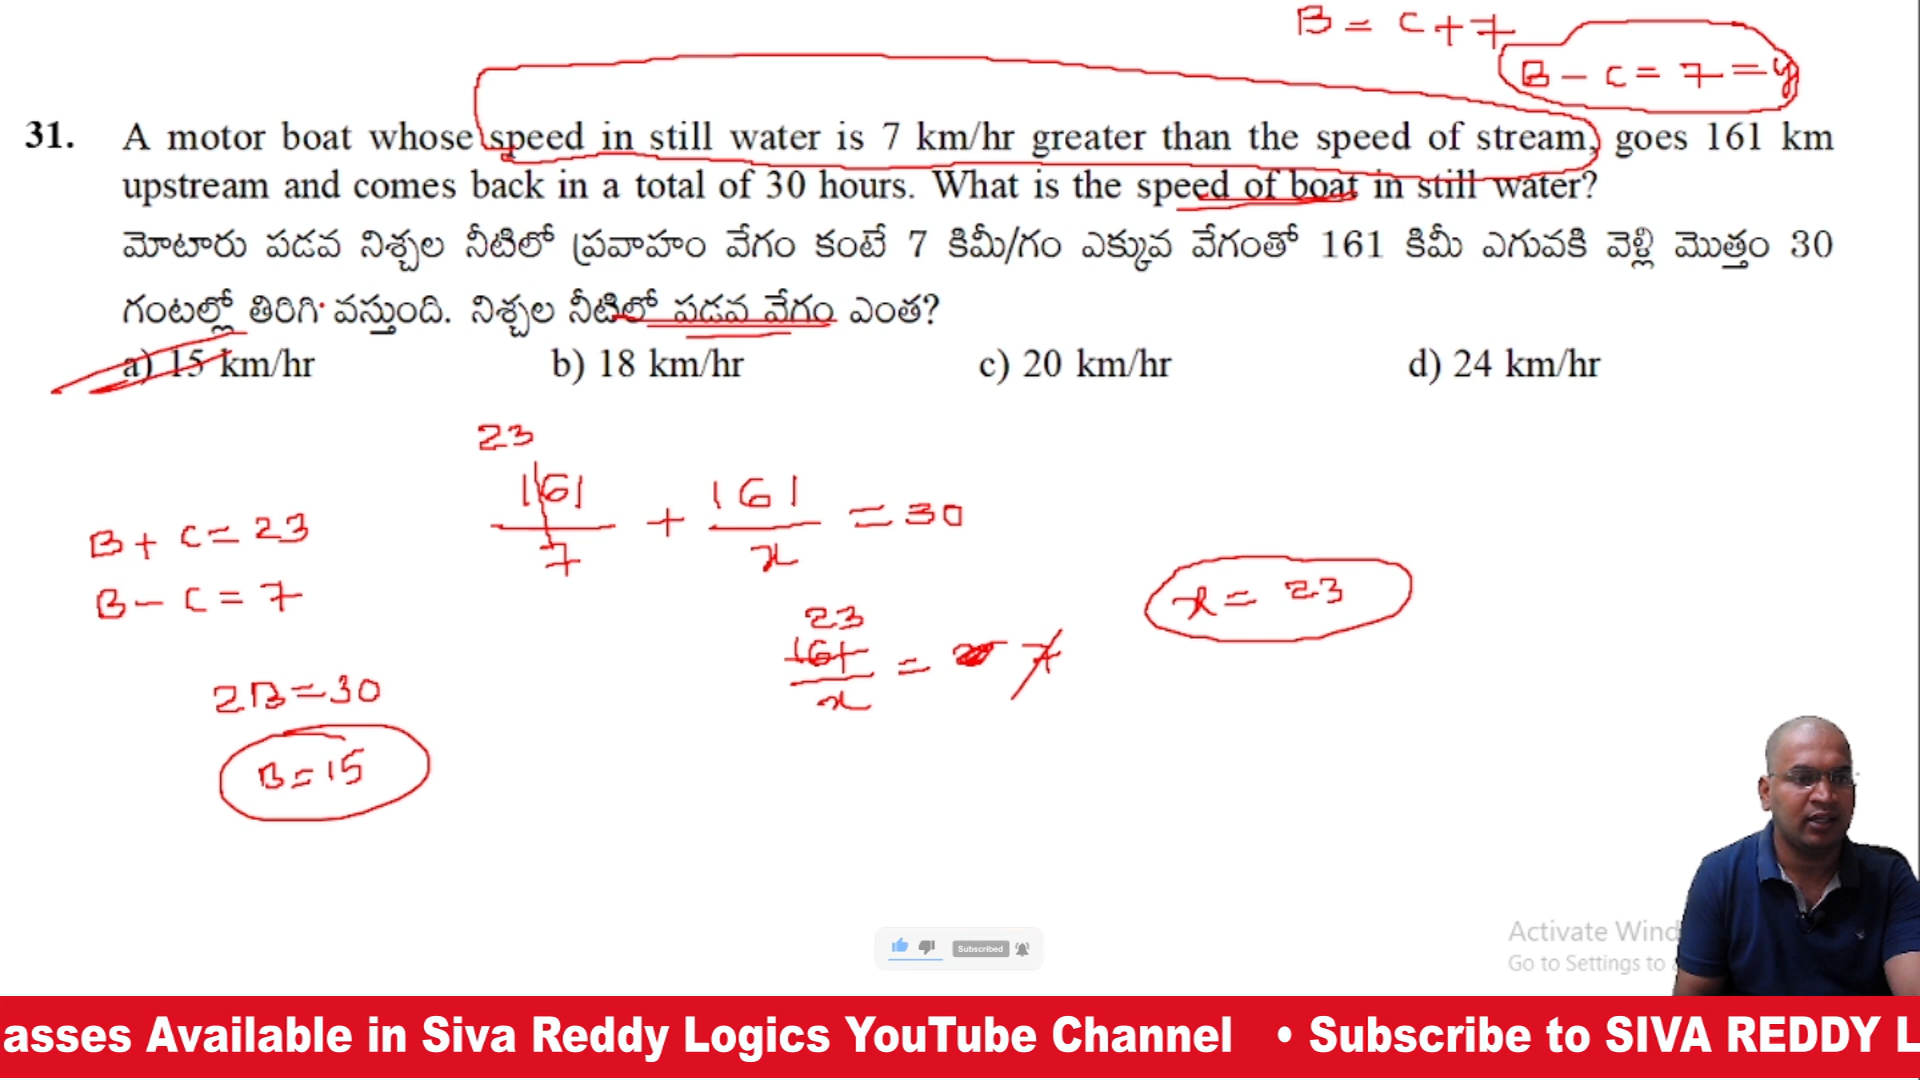 B = C + 7
B - C = 7 = y
31. A motor boat whose speed in still water is 7 km/hr greater than the speed of stream, goes 161 km
upstream and comes back in a total of 30 hours. What is the speed of boat in still water?
మోటారు పడవ నిశ్చల నీటిలో ప్రవాహం వేగం కంటే 7 కిమీ/గం ఎక్కువ వేగంతో 161 కిమీ ఎగువకి వెళ్లి మొత్తం 30
గంటల్లో తిరిగి వస్తుంది. నిశ్చల నీటిలో పడవ వేగం ఎంత?
a) 15 km/hr b) 18 km/hr c) 20 km/hr d) 24 km/hr
23
161/7 + 161/x = 30
B + C = 23
B - C = 7
23
161/x = 7
x = 23
2B = 30
B = 15
Subscribed
Activate Wind
Go to Settings to
asses Available in Siva Reddy Logics YouTube Channel • Subscribe to SIVA REDDY L